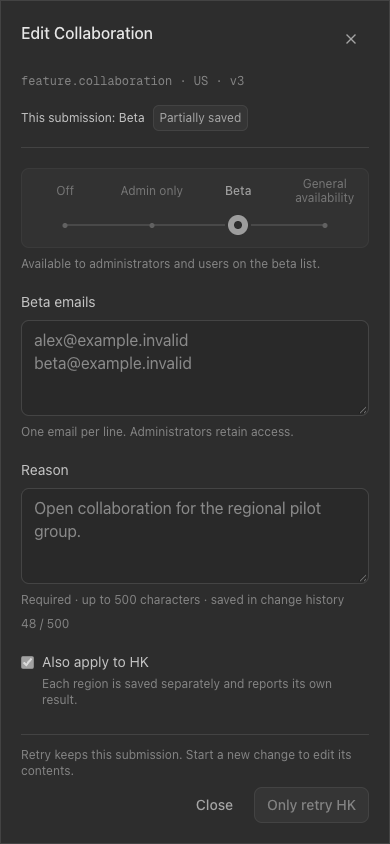 Edit Collaboration
feature.collaboration · US · v3
This submission: Beta Partially saved
Off Admin only Beta General availability
Available to administrators and users on the beta list.
Beta emails
alex@example.invalid
beta@example.invalid
One email per line. Administrators retain access.
Reason
Open collaboration for the regional pilot
group.
Required · up to 500 characters · saved in change history
48 / 500
Also apply to HK
Each region is saved separately and reports its own
result.
Retry keeps this submission. Start a new change to edit its
contents.
Close Only retry HK